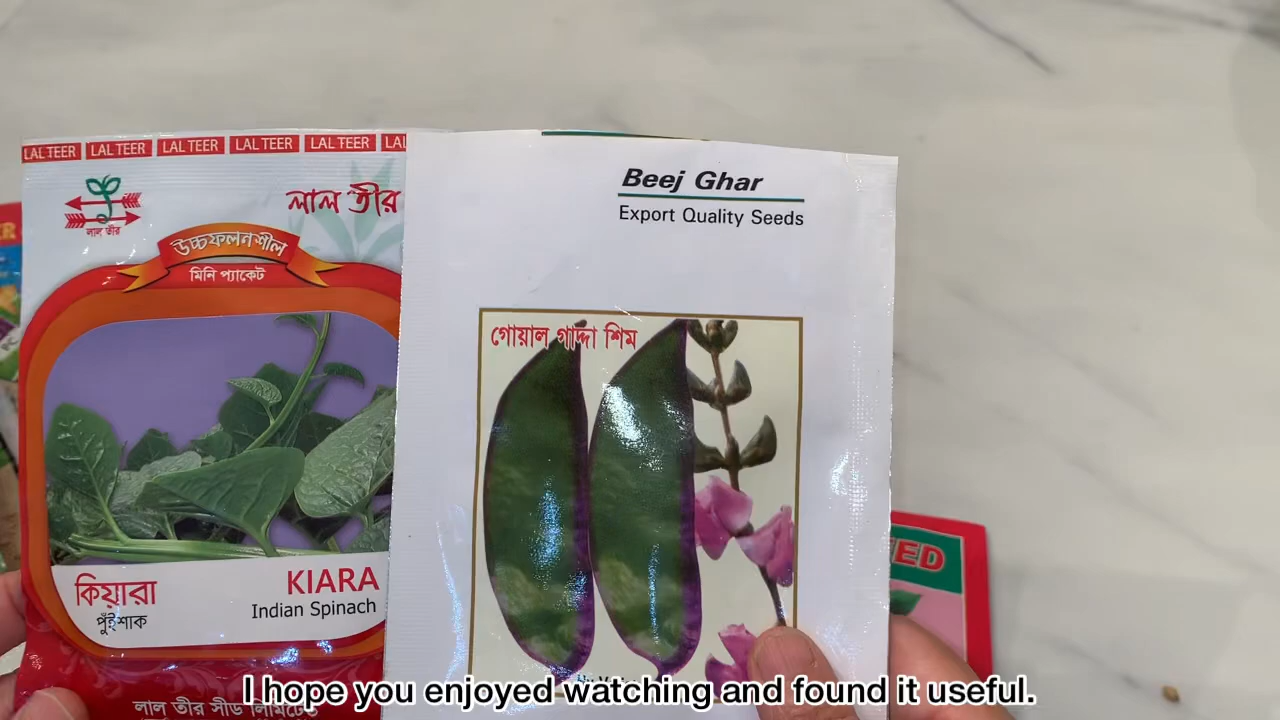 LAL TEER LAL TEER LAL TEER LAL TEER LAL TEER LAL
লাল তীর
লাল তীর
উচ্চফলনশীল
মিনি প্যাকেট
কিয়ারা
পুঁইশাক
KIARA
Indian Spinach
লাল তীর সীড লিমিটেড
Beej Ghar
Export Quality Seeds
গোয়াল গাদ্দা শিম
I hope you enjoyed watching and found it useful.